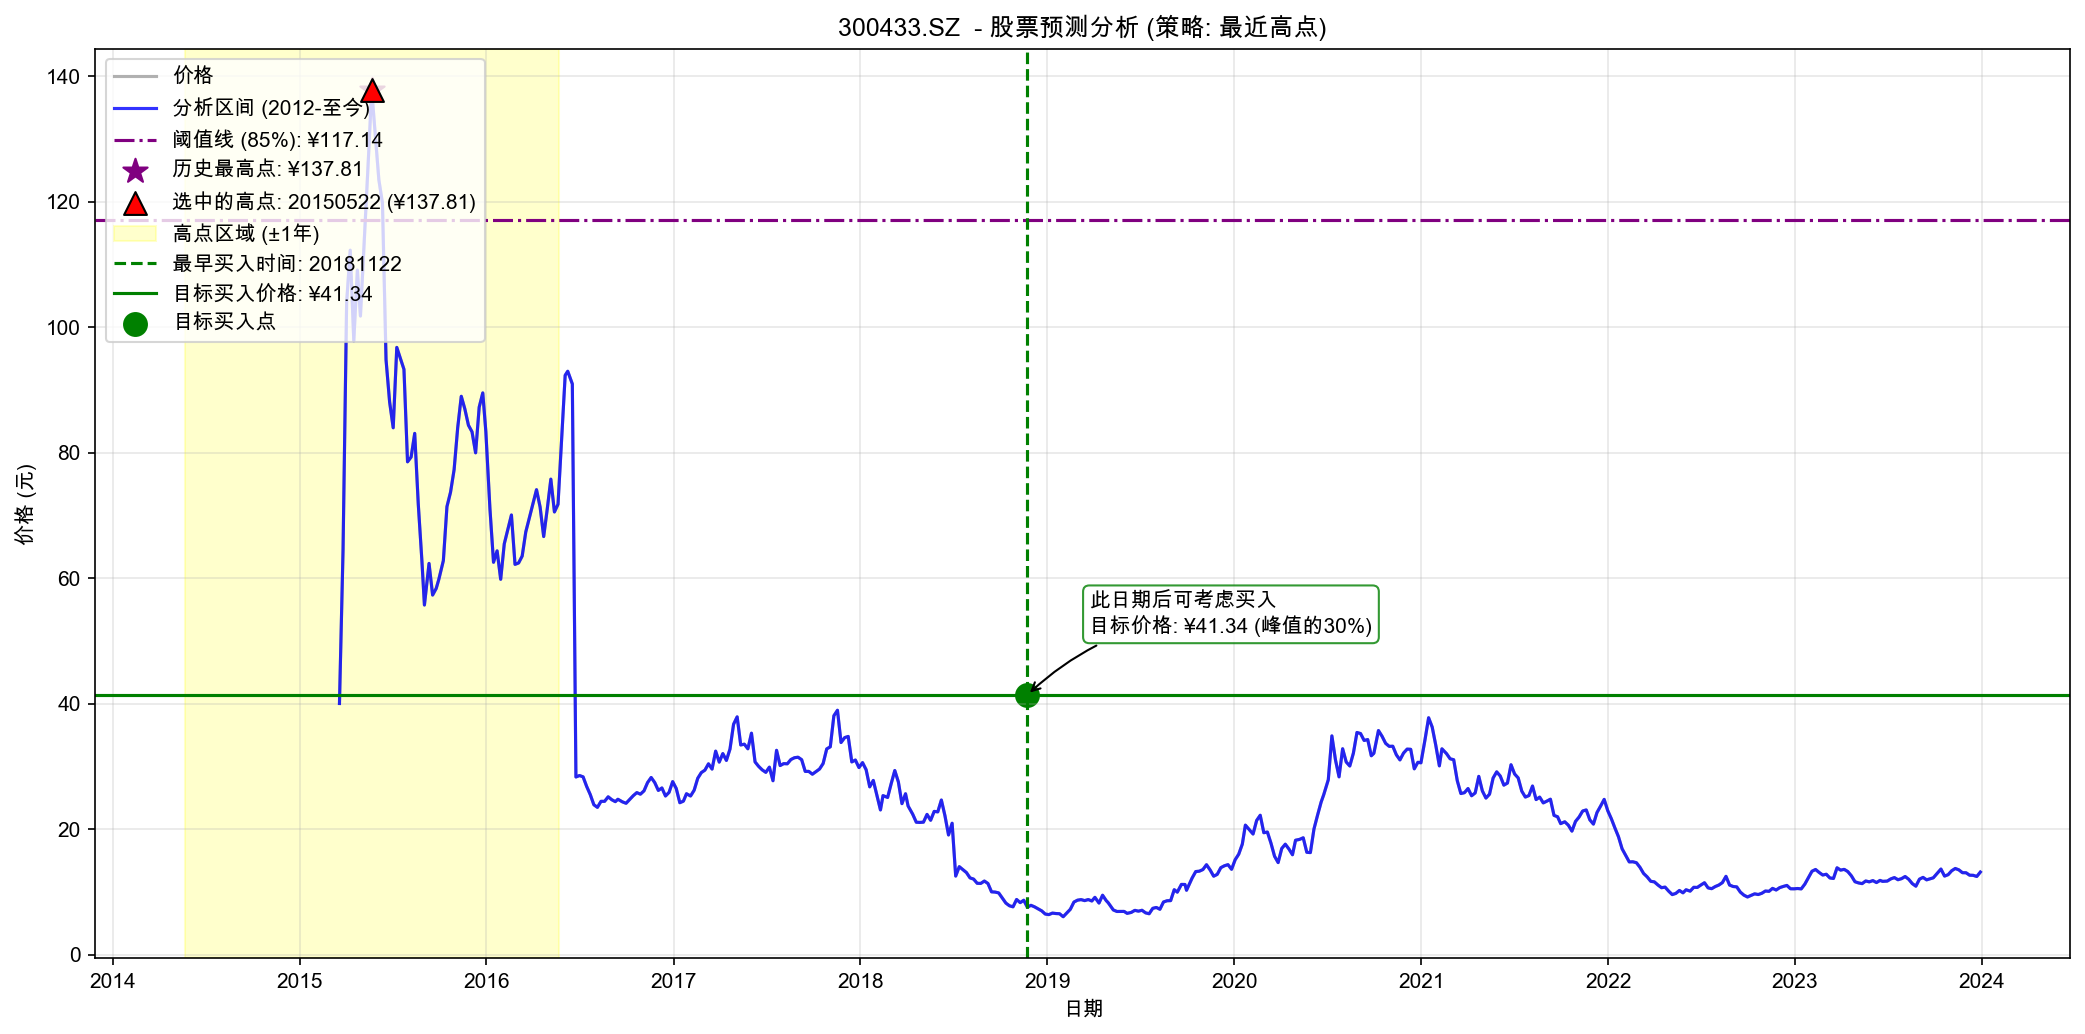 300433.SZ - 股票预测分析 (策略: 最近高点)
价格
分析区间 (2012-至今)
阈值线 (85%): ¥117.14
历史最高点: ¥137.81
选中的高点: 20150522 (¥137.81)
高点区域 (±1年)
最早买入时间: 20181122
目标买入价格: ¥41.34
目标买入点
此日期后可考虑买入
目标价格: ¥41.34 (峰值的30%)
价格 (元)
140
120
100
80
60
40
20
0
2014
2015
2016
2017
2018
2019
2020
2021
2022
2023
2024
日期